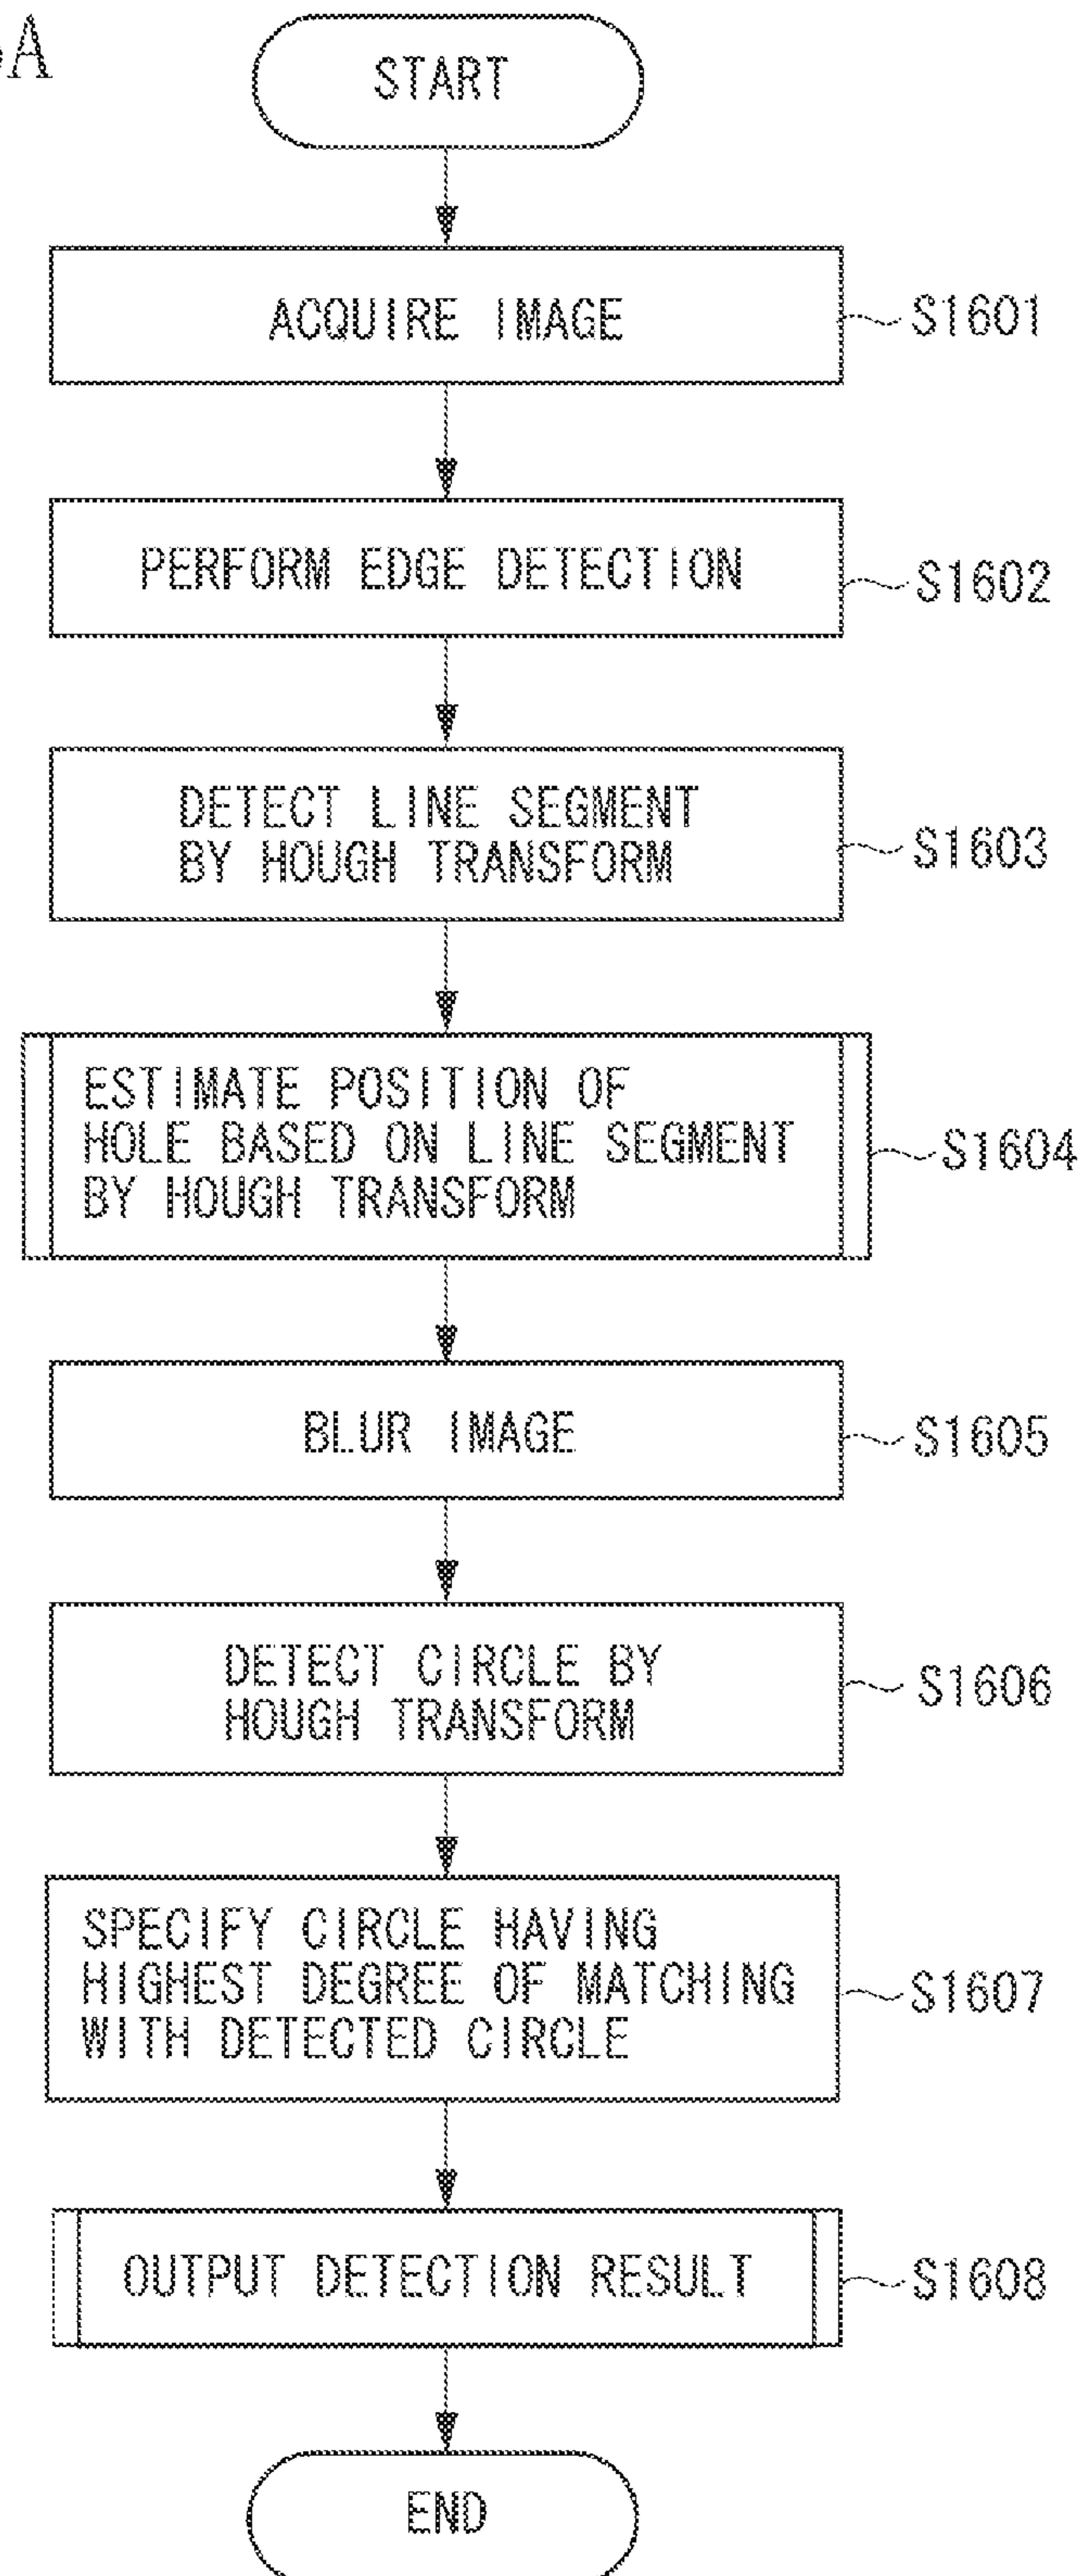 A
START
ACQUIRE IMAGE
S1601
PERFORM EDGE DETECTION
S1602
DETECT LINE SEGMENT
BY HOUGH TRANSFORM
S1603
ESTIMATE POSITION OF
HOLE BASED ON LINE SEGMENT
BY HOUGH TRANSFORM
S1604
BLUR IMAGE
S1605
DETECT CIRCLE BY
HOUGH TRANSFORM
S1606
SPECIFY CIRCLE HAVING
HIGHEST DEGREE OF MATCHING
WITH DETECTED CIRCLE
S1607
OUTPUT DETECTION RESULT
S1608
END